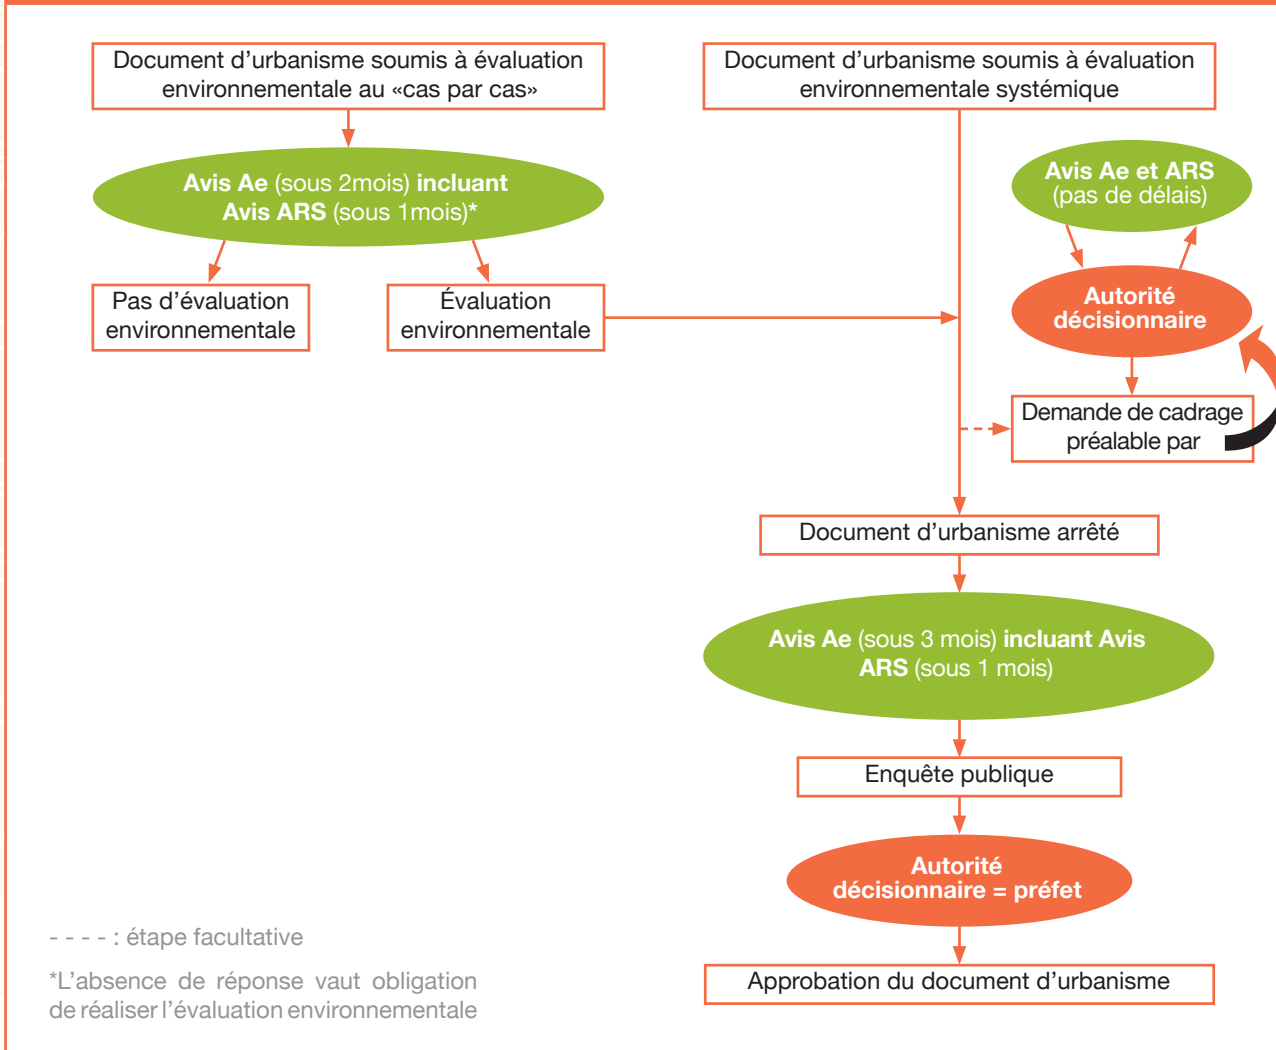 Document d'urbanisme soumis à évaluation
environnementale au «cas par cas»
Document d'urbanisme soumis à évaluation
environnementale systémique
Avis Ae (sous 2mois) incluant
Avis ARS (sous 1mois)*
Avis Ae et ARS
(pas de délais)
Pas d'évaluation
environnementale
Évaluation
environnementale
Autorité
décisionnaire
Demande de cadrage
préalable par
Document d'urbanisme arrêté
Avis Ae (sous 3 mois) incluant Avis
ARS (sous 1 mois)
Enquête publique
Autorité
décisionnaire = préfet
Approbation du document d'urbanisme
- - - - : étape facultative
*L'absence de réponse vaut obligation
de réaliser l'évaluation environnementale